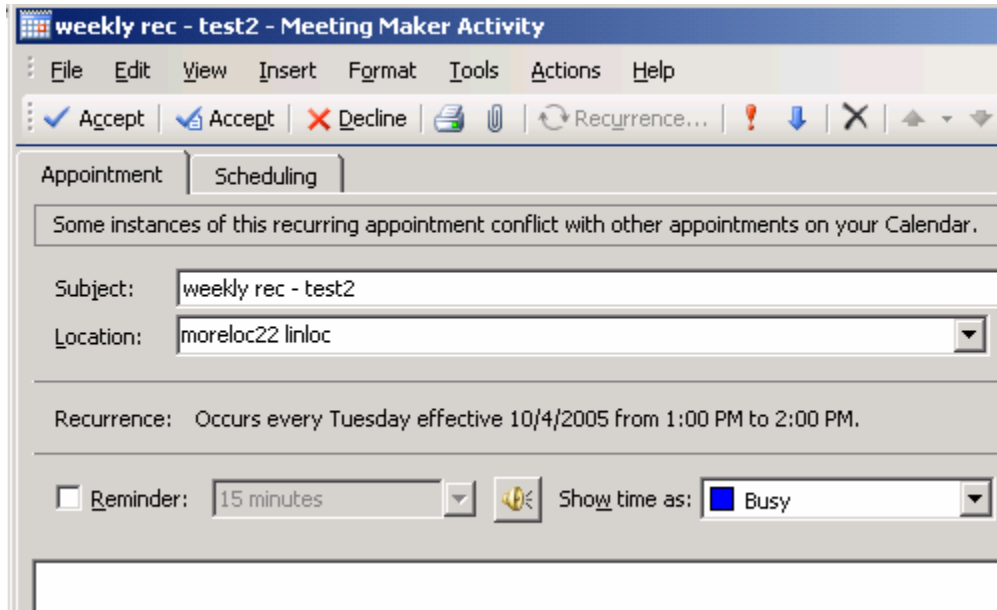 weekly rec - test2 - Meeting Maker Activity
File Edit View Insert Format Tools Actions Help
Accept Accept Decline Recurrence...
Appointment Scheduling
Some instances of this recurring appointment conflict with other appointments on your Calendar.
Subject: weekly rec - test2
Location: moreloc22 linloc
Recurrence: Occurs every Tuesday effective 10/4/2005 from 1:00 PM to 2:00 PM.
Reminder: 15 minutes Show time as: Busy